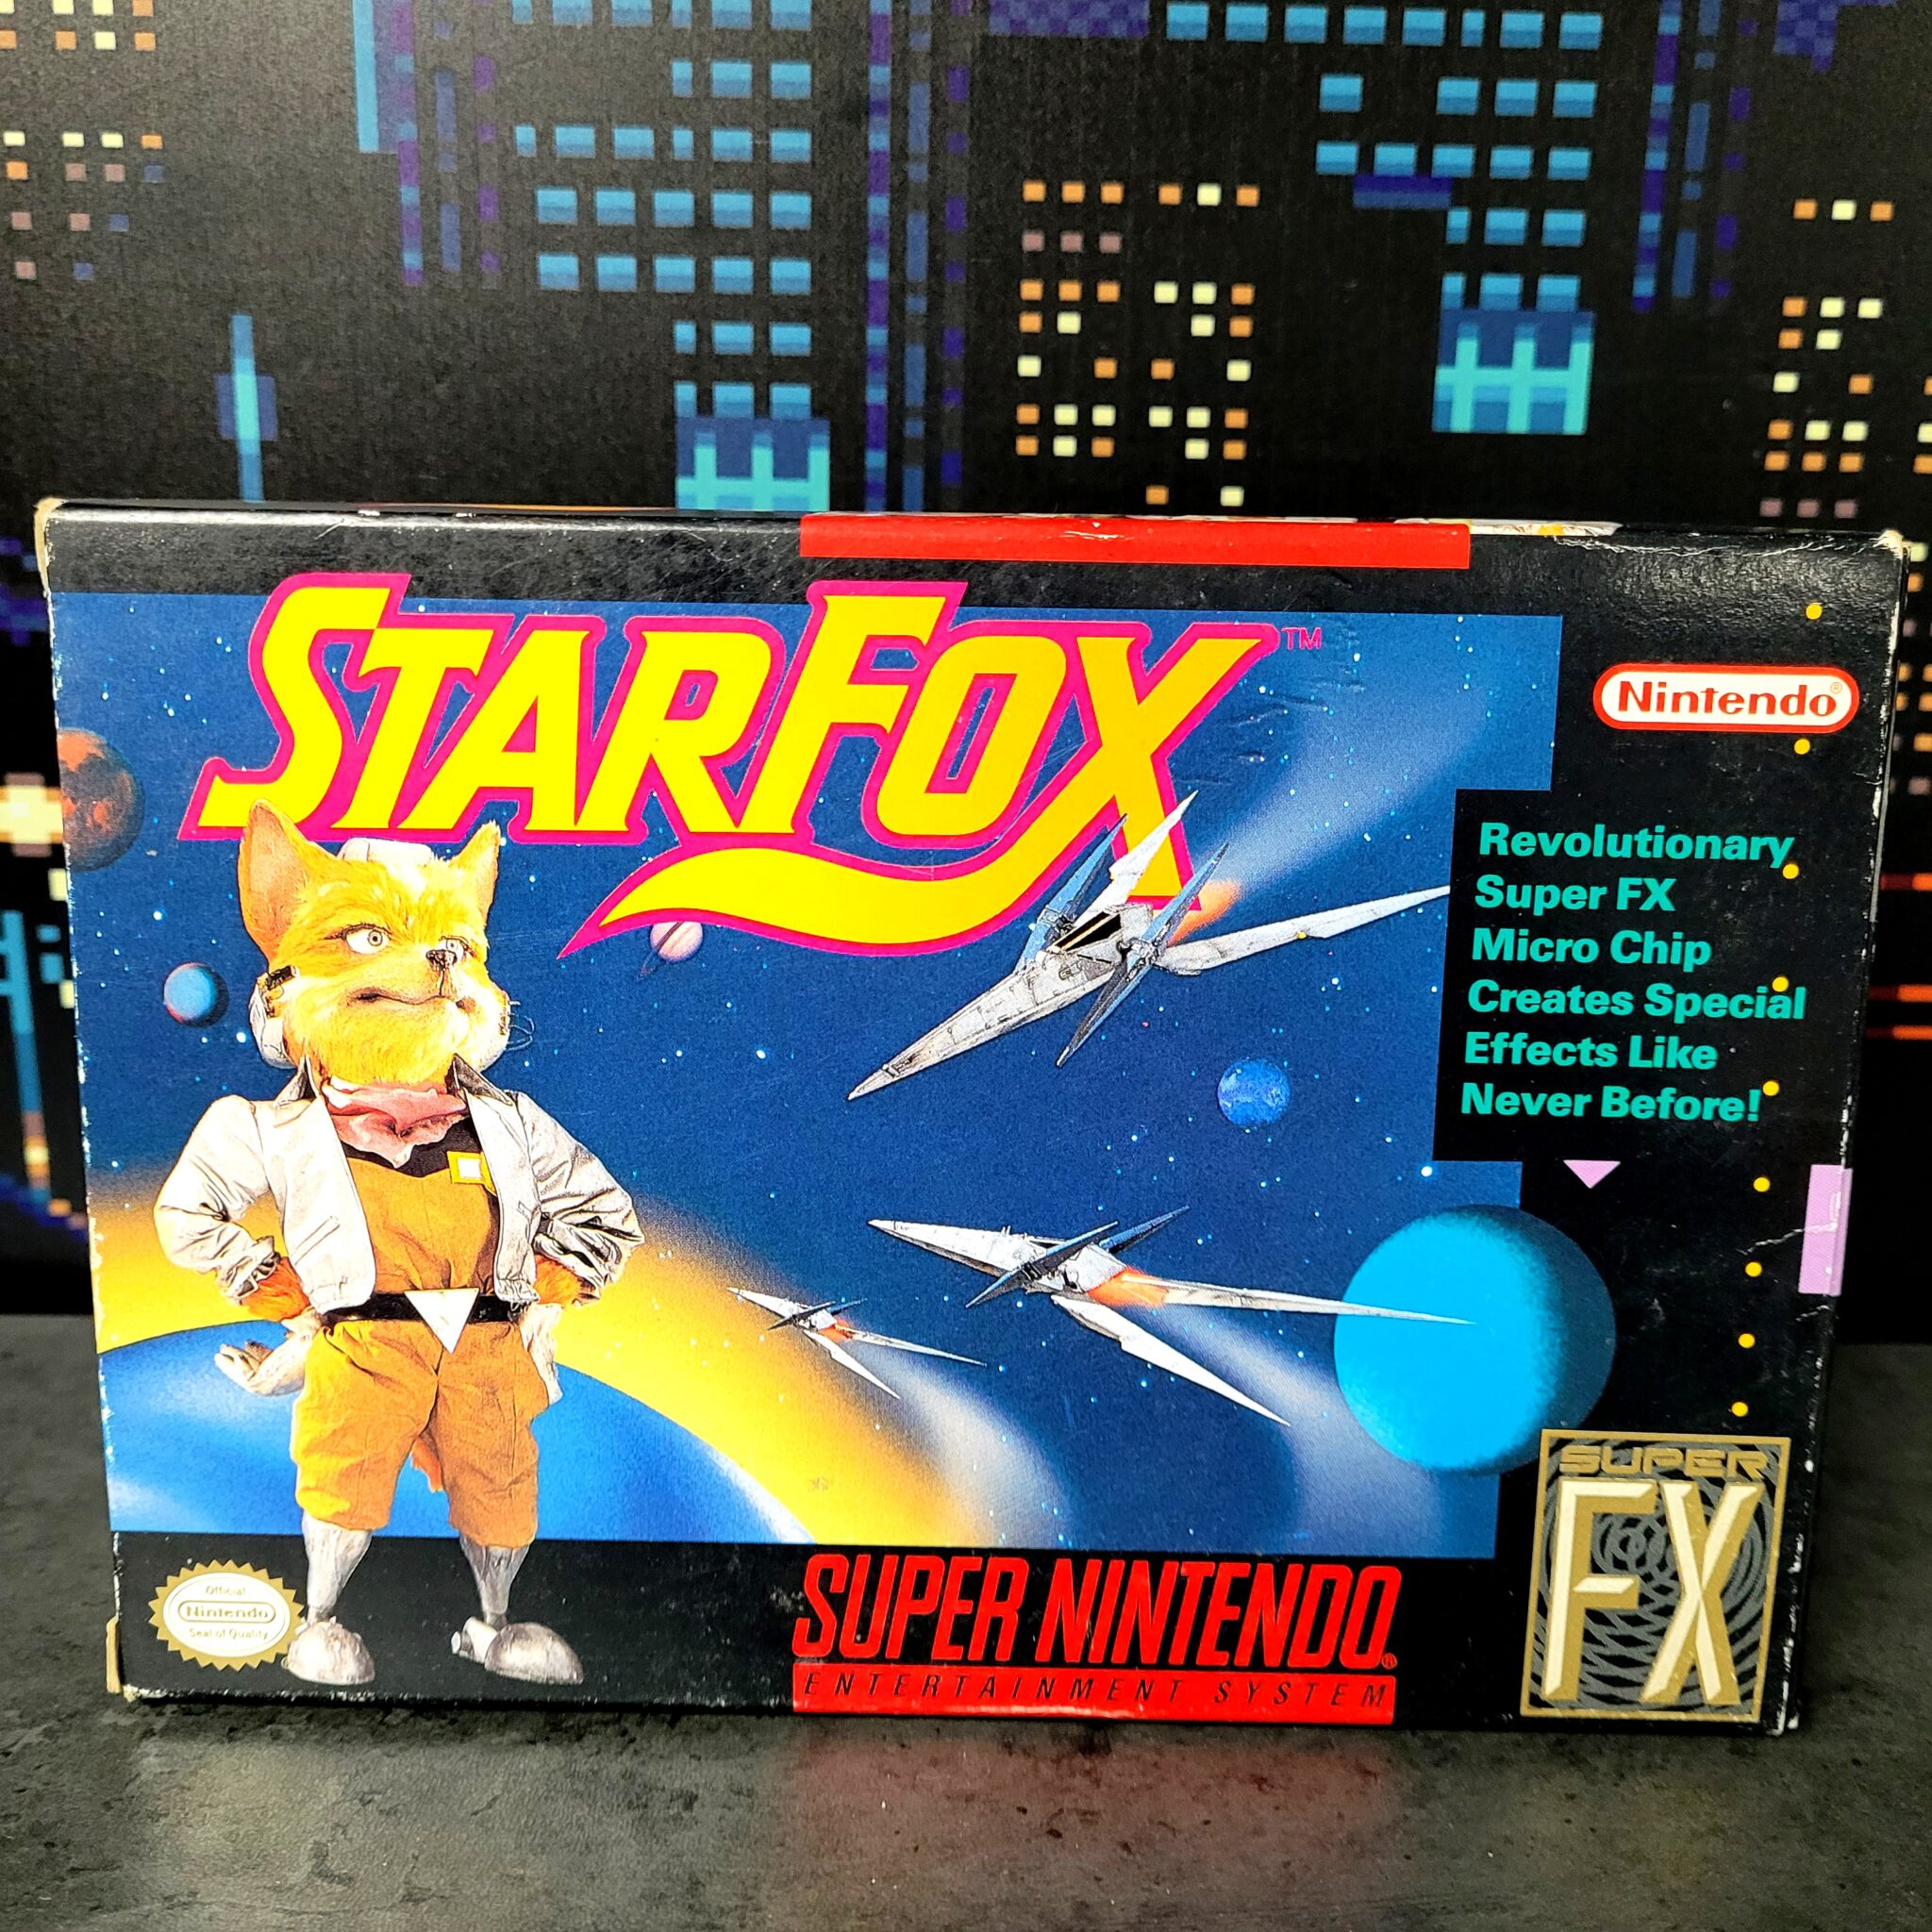 STARFOX™
Nintendo®
Revolutionary
Super FX
Micro Chip
Creates Special
Effects Like
Never Before!
SUPER
FX
Official
Nintendo
Seal of Quality
SUPER NINTENDO®
ENTERTAINMENT SYSTEM